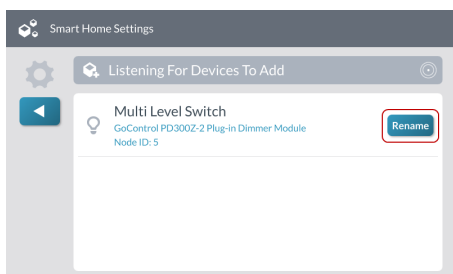 Smart Home Settings
Listening For Devices To Add
Multi Level Switch
GoControl PD300Z-2 Plug-in Dimmer Module
Node ID: 5
Rename